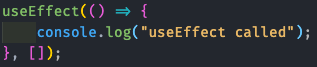 useEffect(() => {
    console.log("useEffect called");
}, []);